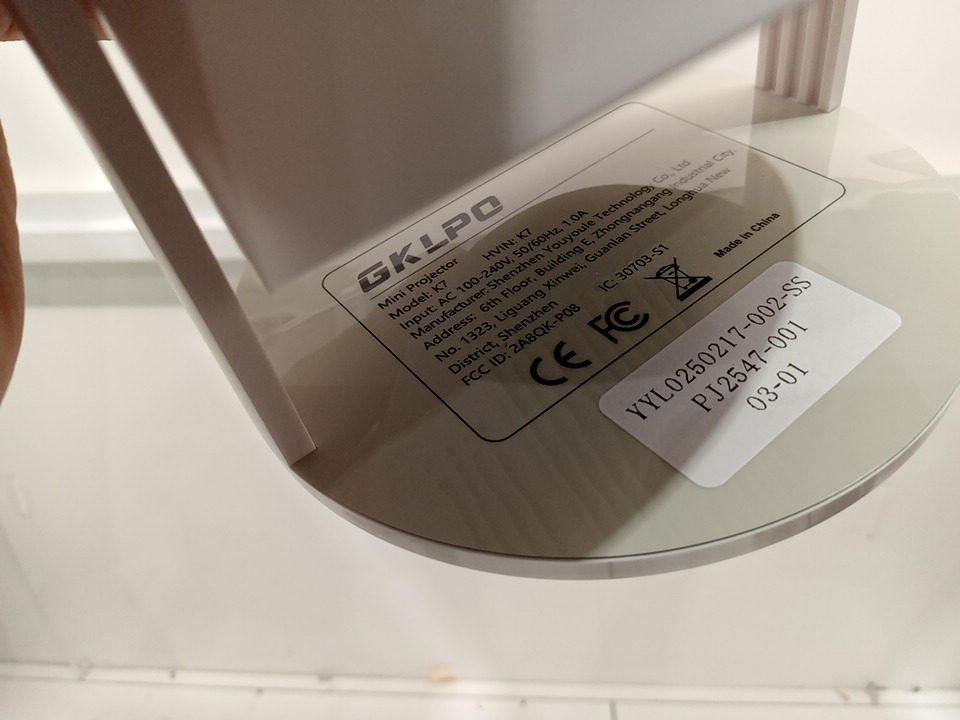 GKLPO
Mini Projector
Model: K7 HVIN: K7
Input: AC 100-240V, 50/60Hz 1.0A
Manufacturer: Shenzhen Youyoule Technology Co., Ltd
Address: 6th Floor, Building E, Zhongnangang Industrial City,
No. 1323, Liguang Xinwei, Guanlan Street, Longhua New
District, Shenzhen
FCC ID: 2A8QK-P08 IC: 30703-S1
CE FC Made in China
YYL0250217-002-SS
PJ2547-001
03-01